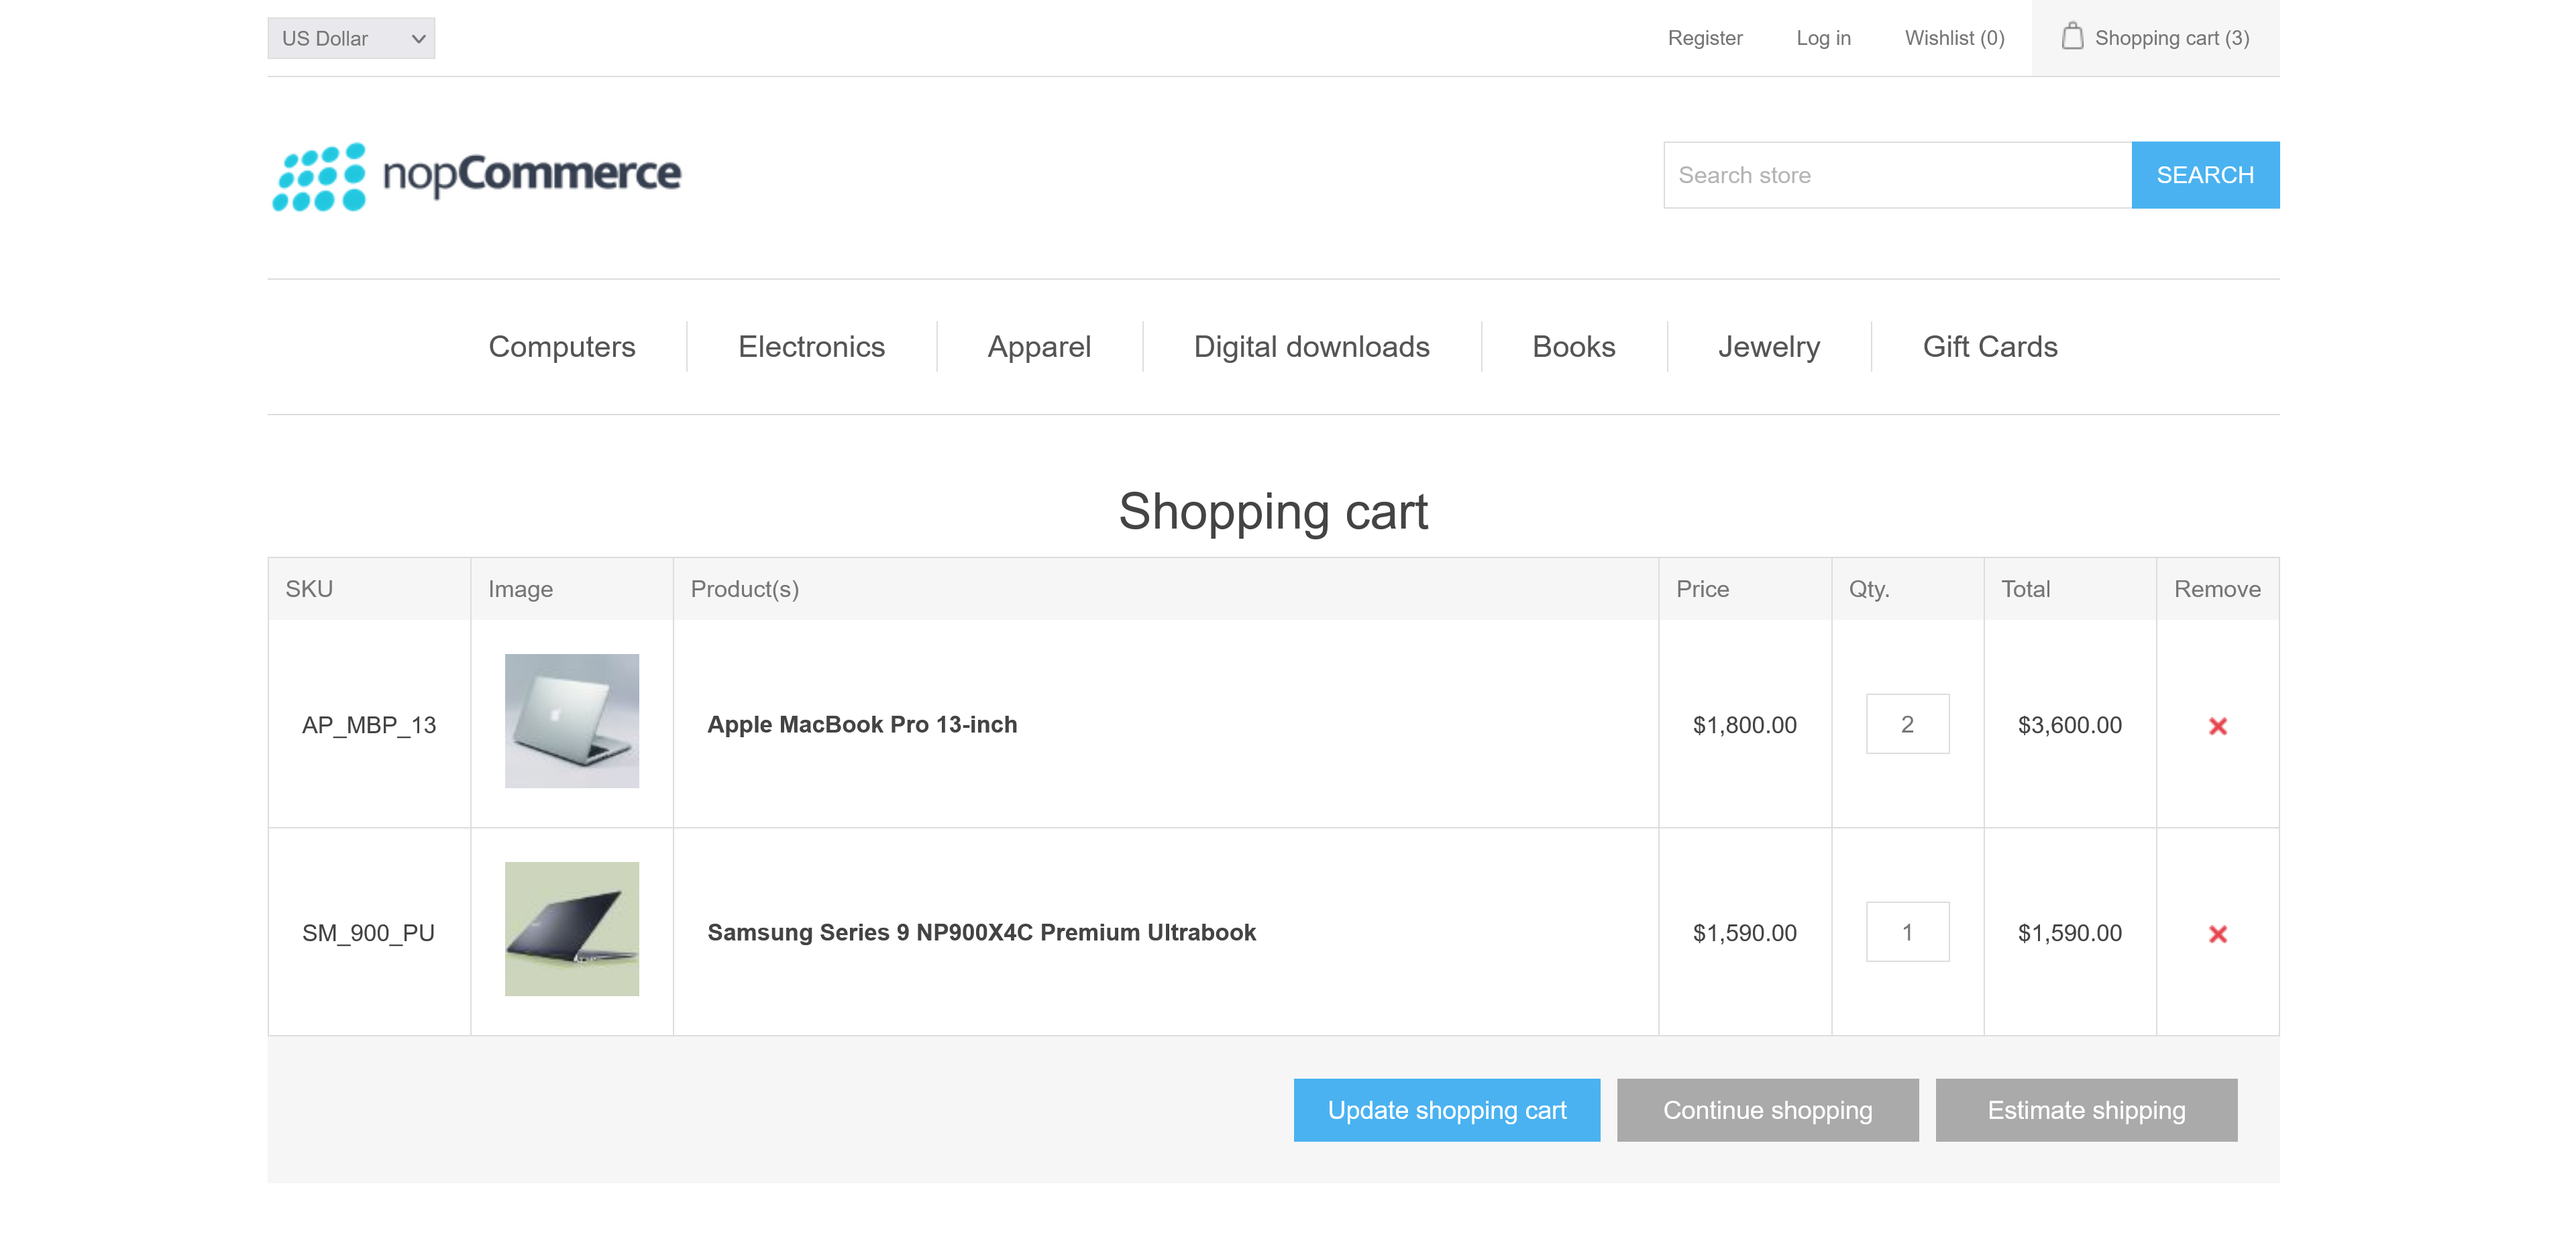 US Dollar Register Log in Wishlist (0) Shopping cart (3)
nopCommerce Search store SEARCH
Computers Electronics Apparel Digital downloads Books Jewelry Gift Cards
Shopping cart
SKU Image Product(s) Price Qty. Total Remove
AP_MBP_13 Apple MacBook Pro 13-inch $1,800.00 2 $3,600.00
SM_900_PU Samsung Series 9 NP900X4C Premium Ultrabook $1,590.00 1 $1,590.00
Update shopping cart Continue shopping Estimate shipping